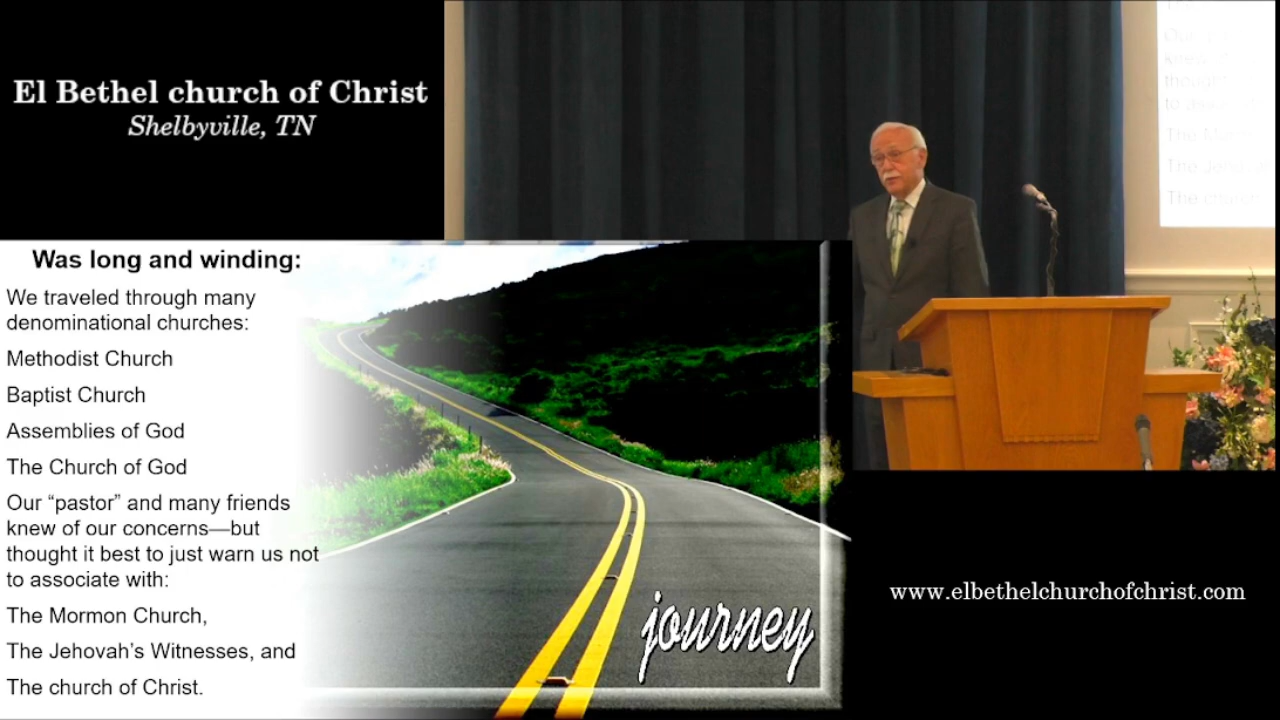 El Bethel church of Christ
Shelbyville, TN
Was long and winding:
We traveled through many
denominational churches:
Methodist Church
Baptist Church
Assemblies of God
The Church of God
Our “pastor” and many friends
knew of our concerns—but
thought it best to just warn us not
to associate with:
The Mormon Church,
The Jehovah’s Witnesses, and
The church of Christ.
journey
www.elbethelchurchofchrist.com